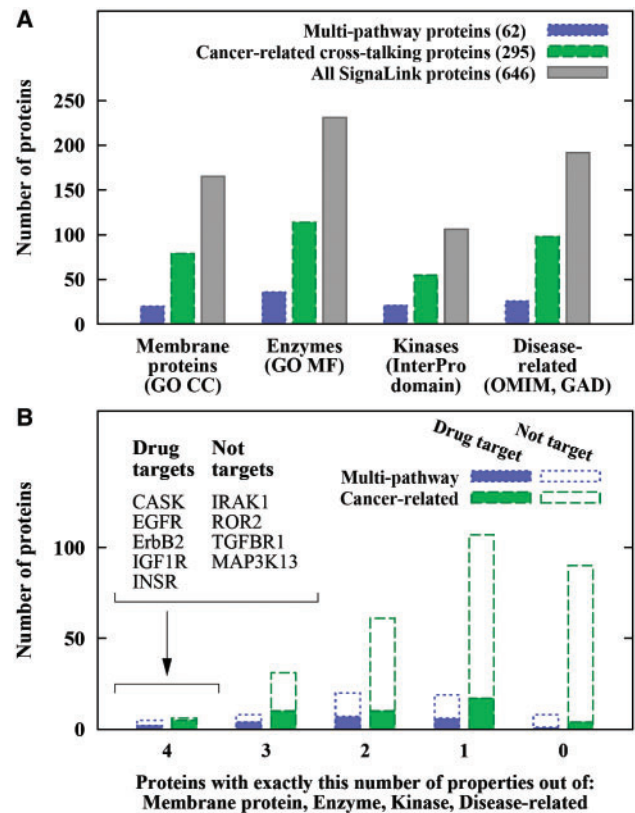 A
Multi-pathway proteins (62)
Cancer-related cross-talking proteins (295)
All SignaLink proteins (646)
Number of proteins
250
200
150
100
50
0
Membrane proteins (GO CC)
Enzymes (GO MF)
Kinases (InterPro domain)
Disease-related (OMIM, GAD)
B
Drug targets
Not targets
CASK
EGFR
ErbB2
IGF1R
INSR
IRAK1
ROR2
TGFBR1
MAP3K13
Drug target
Not target
Multi-pathway
Cancer-related
Number of proteins
100
50
0
4 3 2 1 0
Proteins with exactly this number of properties out of:
Membrane protein, Enzyme, Kinase, Disease-related